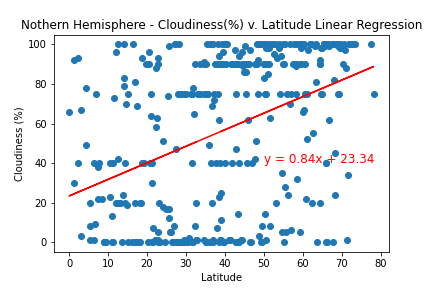 Nothern Hemisphere - Cloudiness(%) v. Latitude Linear Regression
100
80
60
40
20
0
Cloudiness (%)
y = 0.84x + 23.34
0 10 20 30 40 50 60 70 80
Latitude